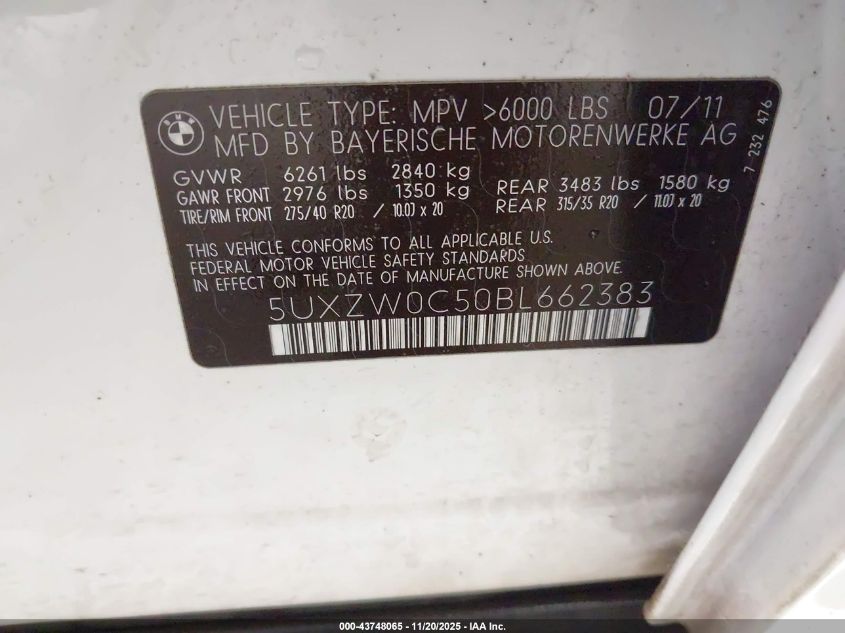 BMW
VEHICLE TYPE: MPV >6000 LBS 07/11
MFD BY BAYERISCHE MOTORENWERKE AG
7 232 476
GVWR 6261 lbs 2840 kg
GAWR FRONT 2976 lbs 1350 kg REAR 3483 lbs 1580 kg
TIRE/RIM FRONT 275/40 R20 / 10.0J x 20 REAR 315/35 R20 / 11.0J x 20
THIS VEHICLE CONFORMS TO ALL APPLICABLE U.S.
FEDERAL MOTOR VEHICLE SAFETY STANDARDS
IN EFFECT ON THE DATE OF MANUFACTURE SHOWN ABOVE.
5UXZW0C50BL662383
000-43748065 - 11/20/2025 - IAA Inc.